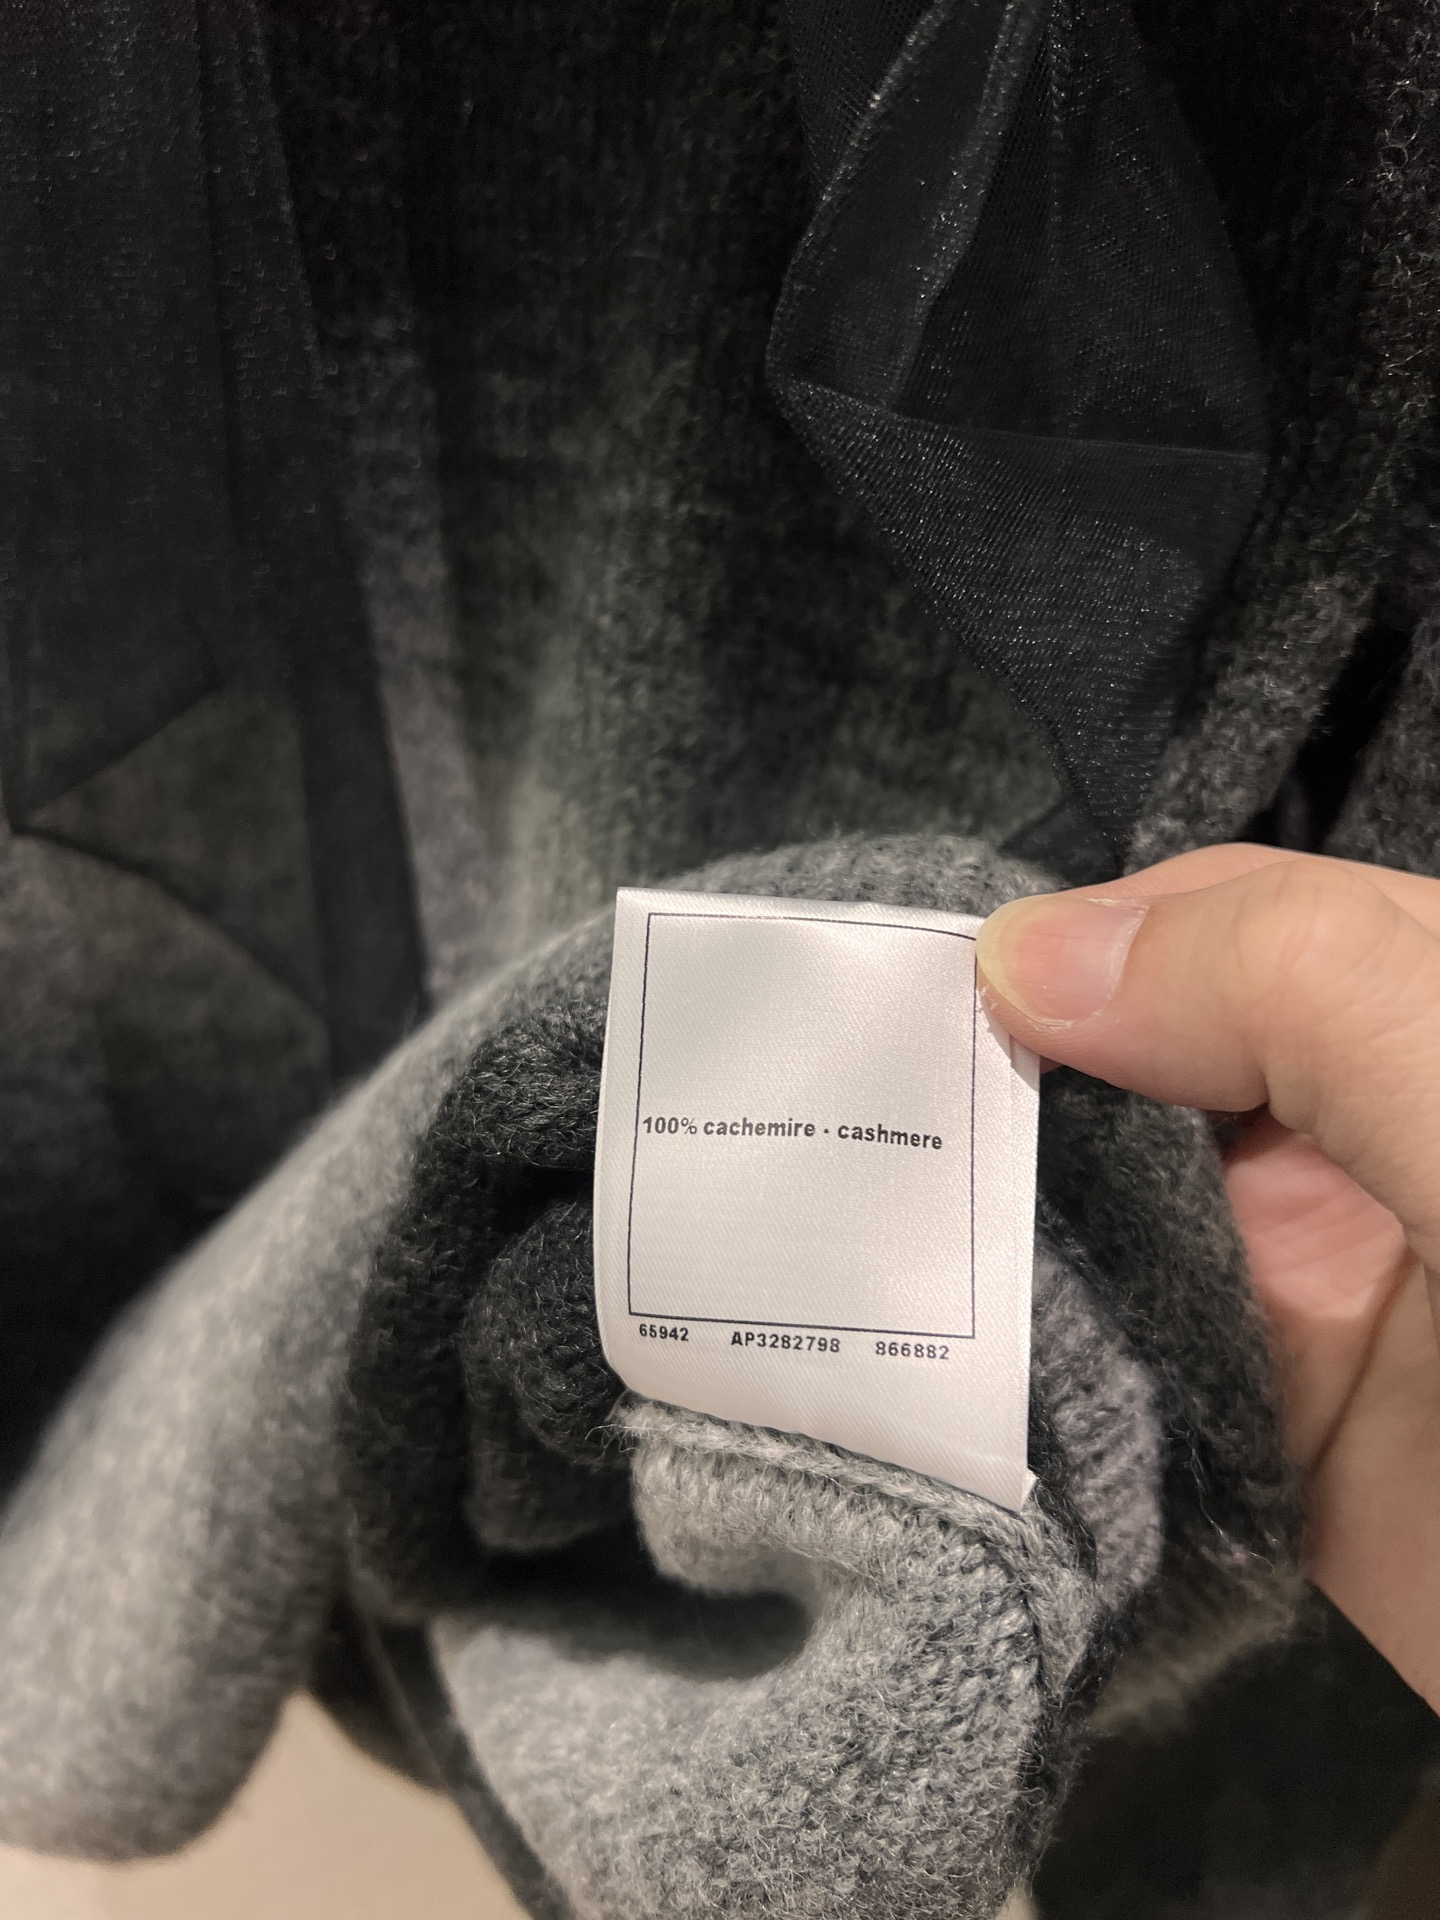 100% cachemire · cashmere
65942 AP3282798 866882